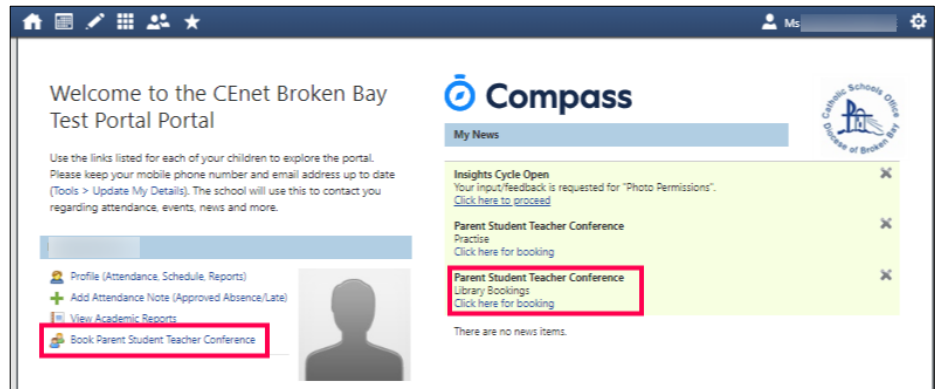 Ms
Welcome to the CEnet Broken Bay
Test Portal Portal
Use the links listed for each of your children to explore the portal.
Please keep your mobile phone number and email address up to date
(Tools > Update My Details). The school will use this to contact you
regarding attendance, events, news and more.
Profile (Attendance, Schedule, Reports)
Add Attendance Note (Approved Absence/Late)
View Academic Reports
Book Parent Student Teacher Conference
Compass
Catholic Schools Office
Diocese of Broken Bay
My News
Insights Cycle Open
Your input/feedback is requested for "Photo Permissions".
Click here to proceed
Parent Student Teacher Conference
Practise
Click here for booking
Parent Student Teacher Conference
Library Bookings
Click here for booking
There are no news items.